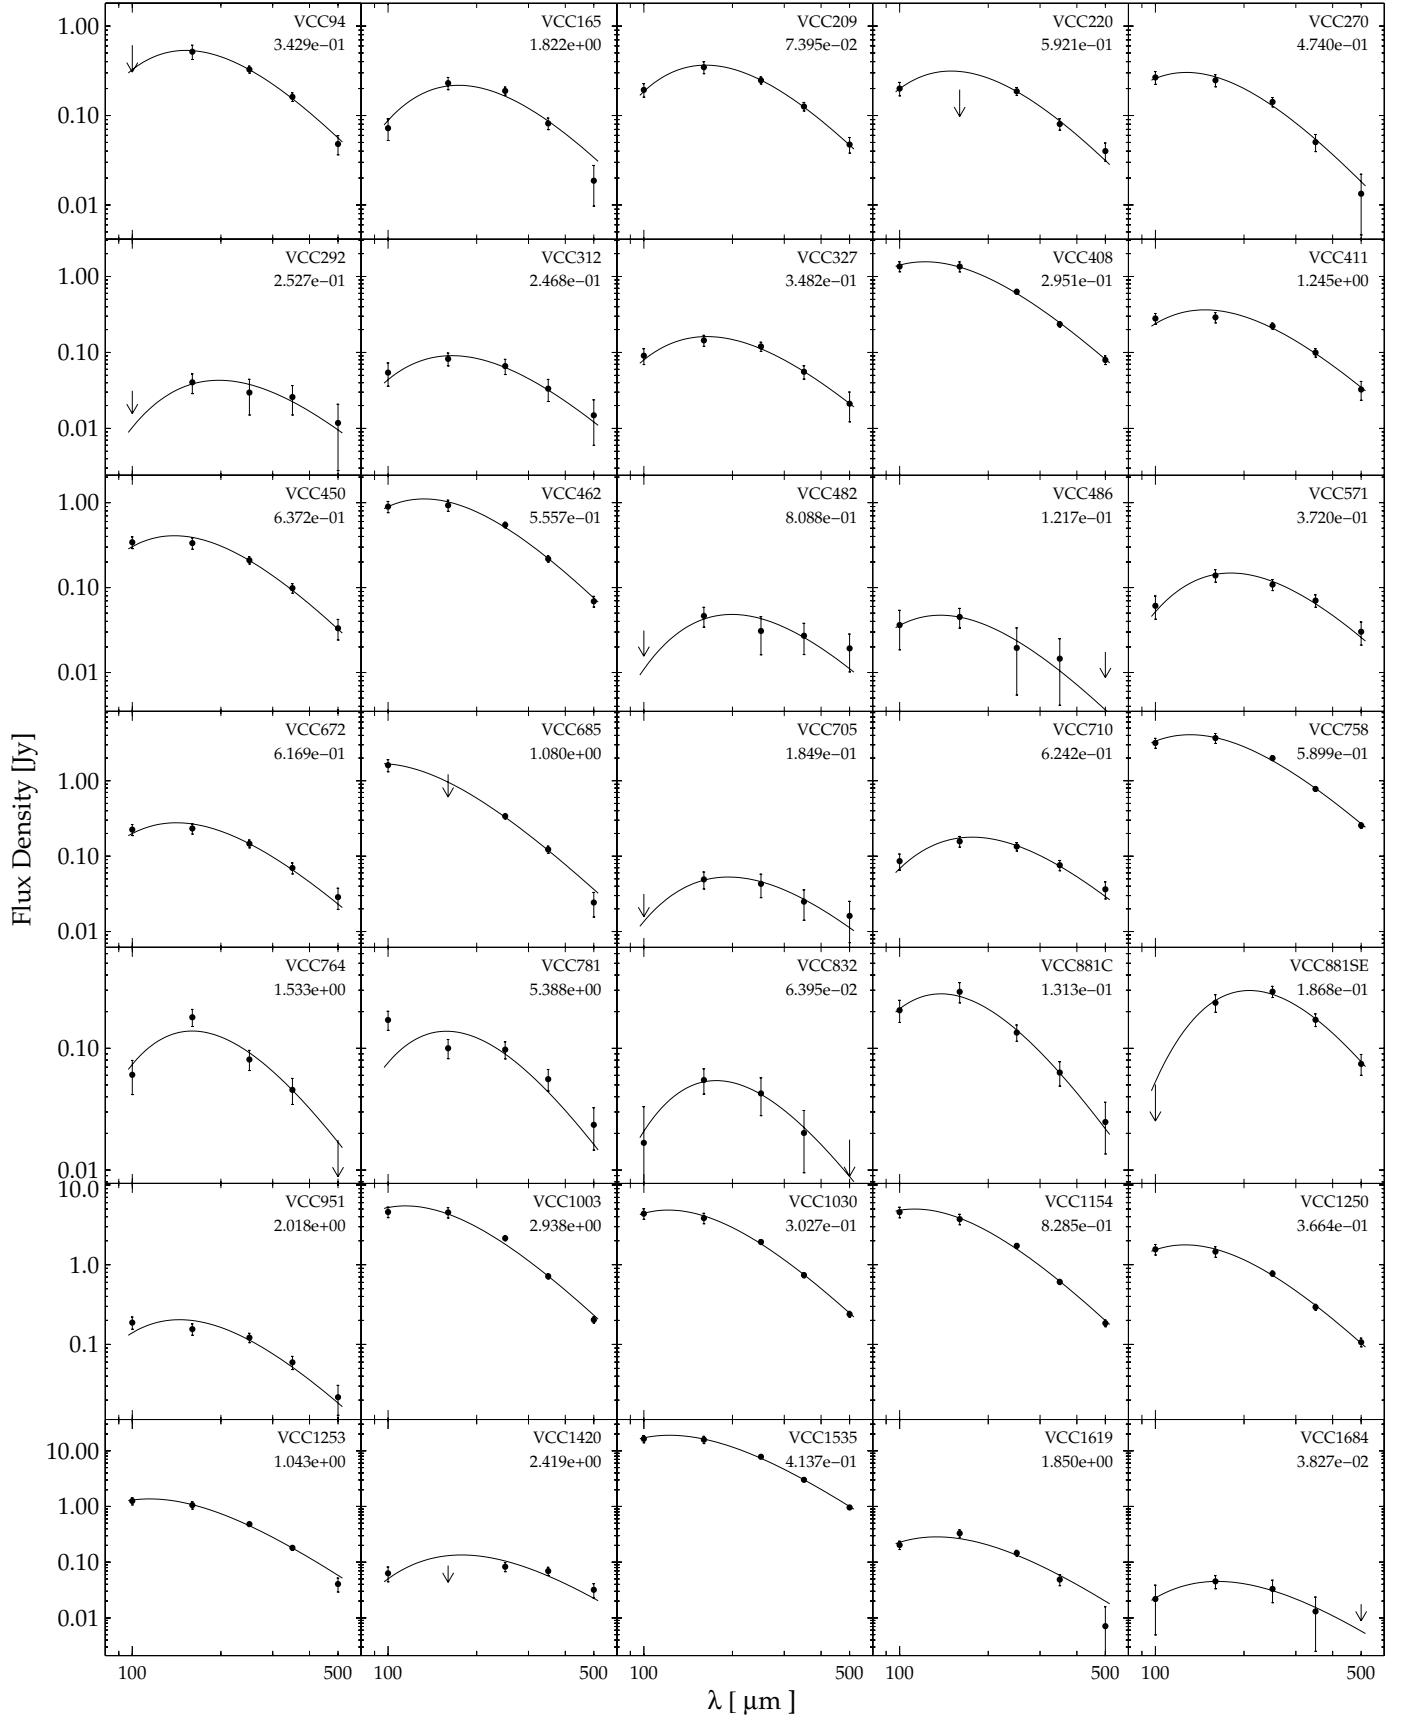 VCC94 VCC165 VCC209 VCC220 VCC270
3.429e−01 1.822e+00 7.395e−02 5.921e−01 4.740e−01
1.00
0.10
0.01
VCC292 VCC312 VCC327 VCC408 VCC411
2.527e−01 2.468e−01 3.482e−01 2.951e−01 1.245e+00
1.00
0.10
0.01
VCC450 VCC462 VCC482 VCC486 VCC571
6.372e−01 5.557e−01 8.088e−01 1.217e−01 3.720e−01
1.00
0.10
0.01
VCC672 VCC685 VCC705 VCC710 VCC758
6.169e−01 1.080e+00 1.849e−01 6.242e−01 5.899e−01
1.00
0.10
0.01
Flux Density [Jy]
VCC764 VCC781 VCC832 VCC881C VCC881SE
1.533e+00 5.388e+00 6.395e−02 1.313e−01 1.868e−01
0.10
0.01
10.0
VCC951 VCC1003 VCC1030 VCC1154 VCC1250
2.018e+00 2.938e+00 3.027e−01 8.285e−01 3.664e−01
1.0
0.1
VCC1253 VCC1420 VCC1535 VCC1619 VCC1684
10.00
1.043e+00 2.419e+00 4.137e−01 1.850e+00 3.827e−02
1.00
0.10
0.01
100 500 100 500 100 500 100 500 100 500
λ [ μm ]